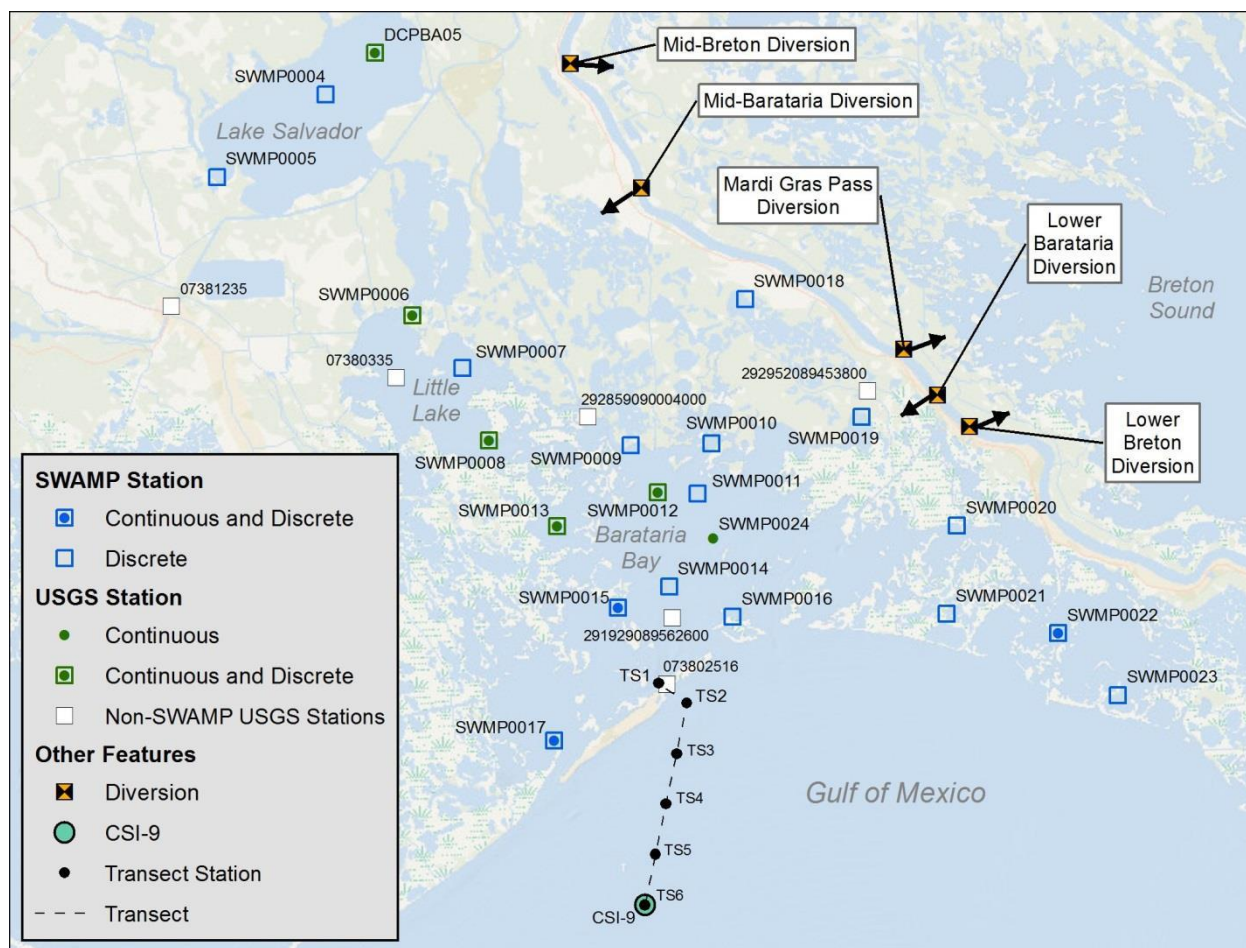 DCPBA05
Mid-Breton Diversion
SWMP0004
Mid-Barataria Diversion
Lake Salvador
SWMP0005
Mardi Gras Pass
Diversion
Lower
Barataria
Diversion
SWMP0018
Breton
Sound
07381235
SWMP0006
07380335
SWMP0007
Little
Lake
292952089453800
292859090004000
SWMP0010
SWMP0019
SWMP0009
SWMP0008
Lower
Breton
Diversion
SWMP0011
SWMP0012
SWMP0013
SWMP0020
SWMP0024
Barataria
Bay
SWMP0014
SWMP0015
SWMP0016
SWMP0021
SWMP0022
291929089562600
073802516
TS1
TS2
SWMP0023
SWMP0017
TS3
TS4
Gulf of Mexico
TS5
TS6
CSI-9
SWAMP Station
Continuous and Discrete
Discrete
USGS Station
Continuous
Continuous and Discrete
Non-SWAMP USGS Stations
Other Features
Diversion
CSI-9
Transect Station
Transect